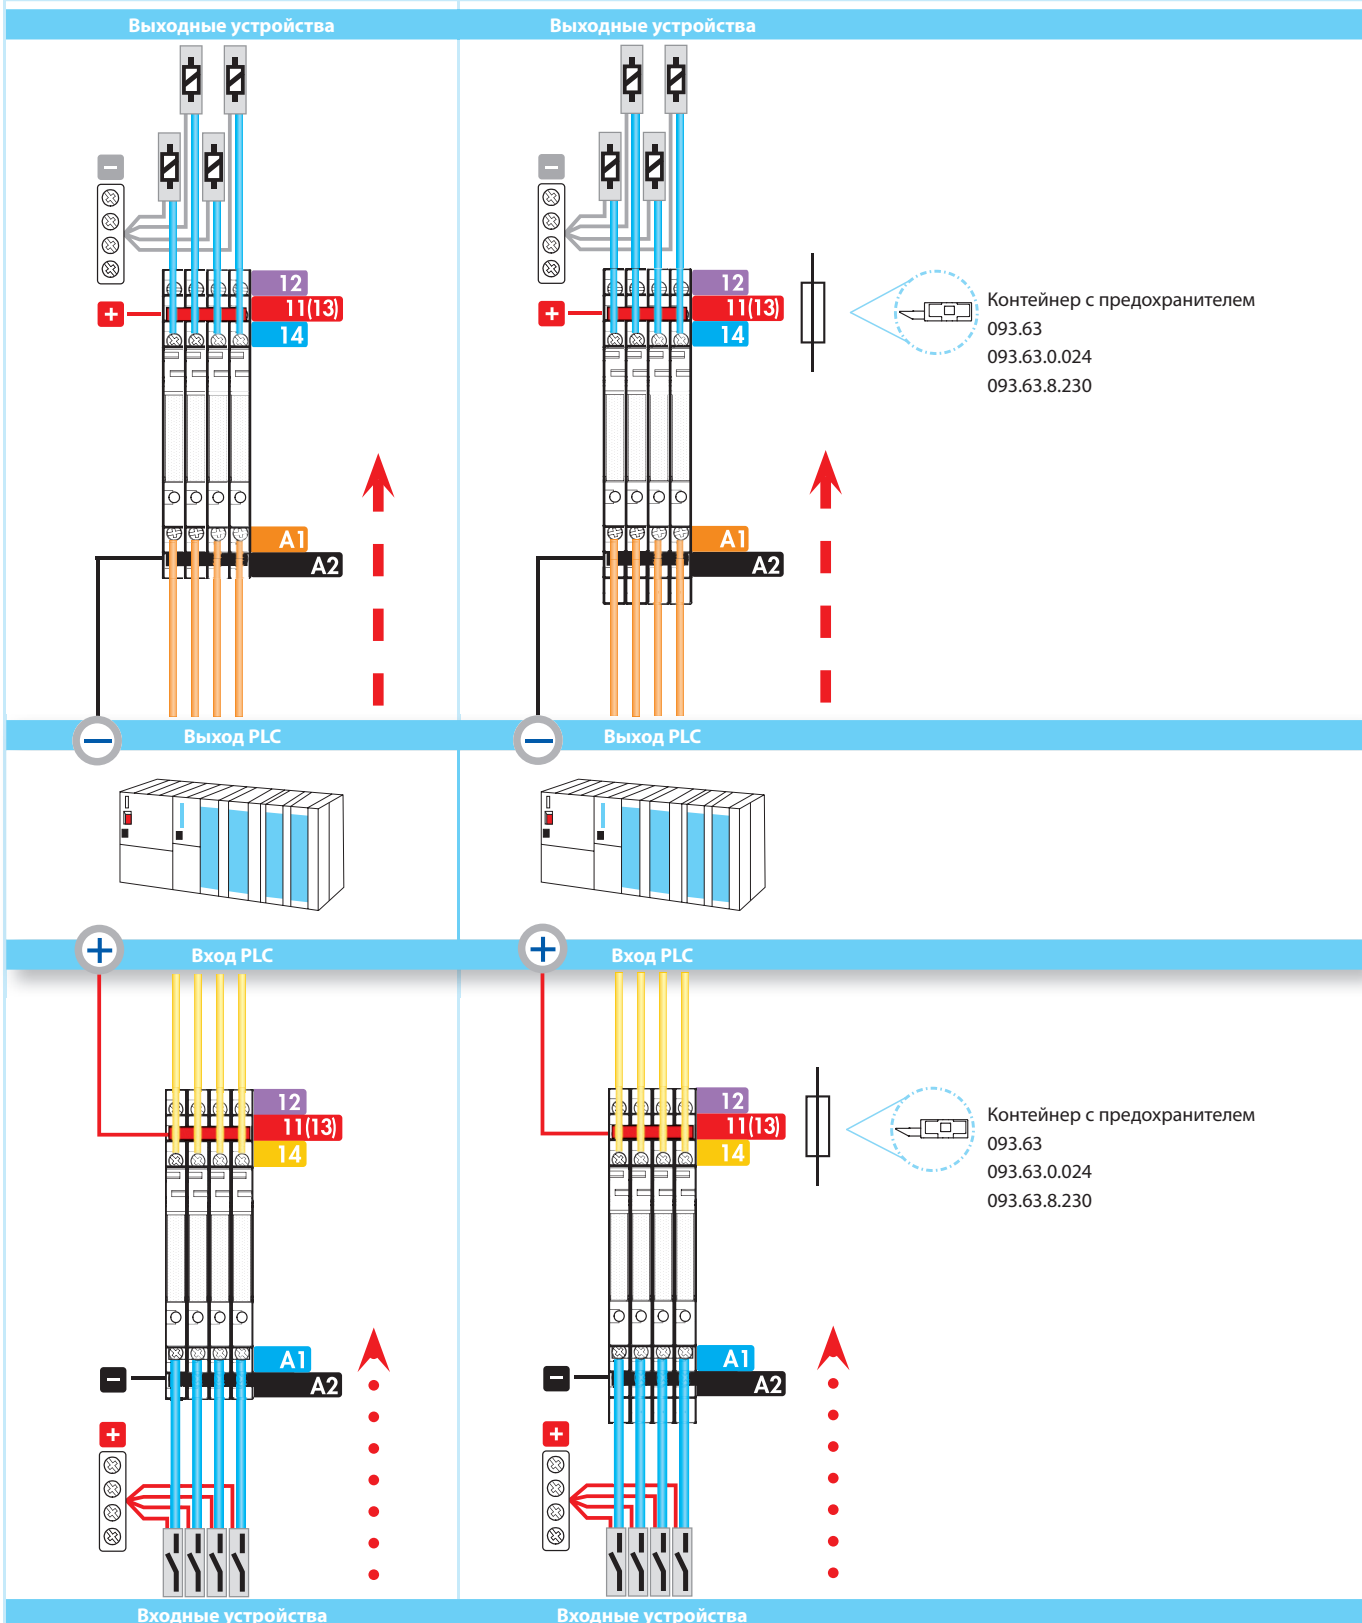 Выходные устройства
Выходные устройства
−
−
12
+
11(13)
14
12
+
11(13)
14
Контейнер с предохранителем
093.63
093.63.0.024
093.63.8.230
A1
A2
A1
A2
Выход PLC
Выход PLC
Вход PLC
Вход PLC
12
11(13)
14
12
11(13)
14
Контейнер с предохранителем
093.63
093.63.0.024
093.63.8.230
A1
−
A2
A1
−
A2
+
+
Входные устройства
Входные устройства